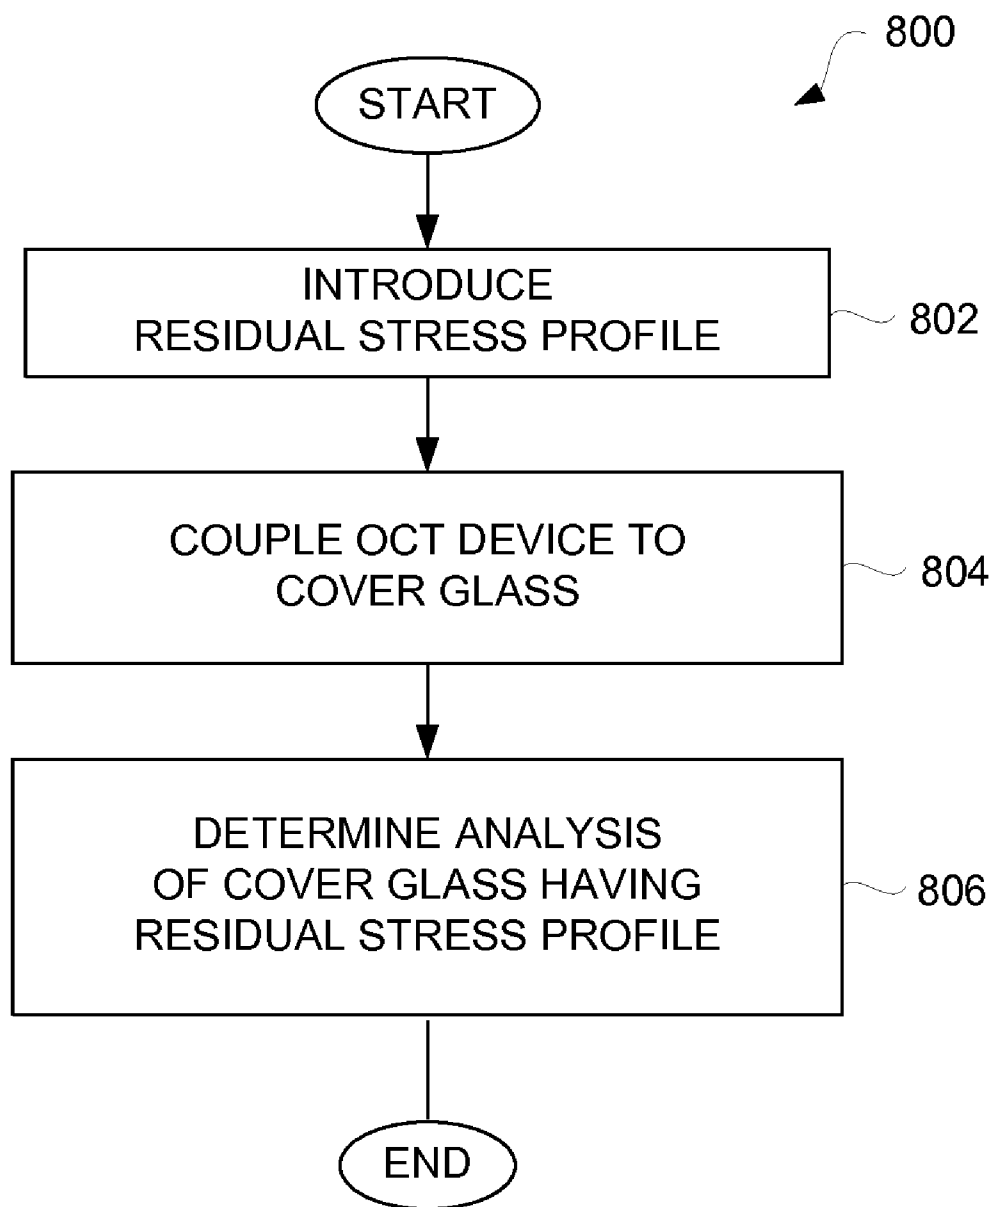 800
START
INTRODUCE
RESIDUAL STRESS PROFILE
802
COUPLE OCT DEVICE TO
COVER GLASS
804
DETERMINE ANALYSIS
OF COVER GLASS HAVING
RESIDUAL STRESS PROFILE
806
END